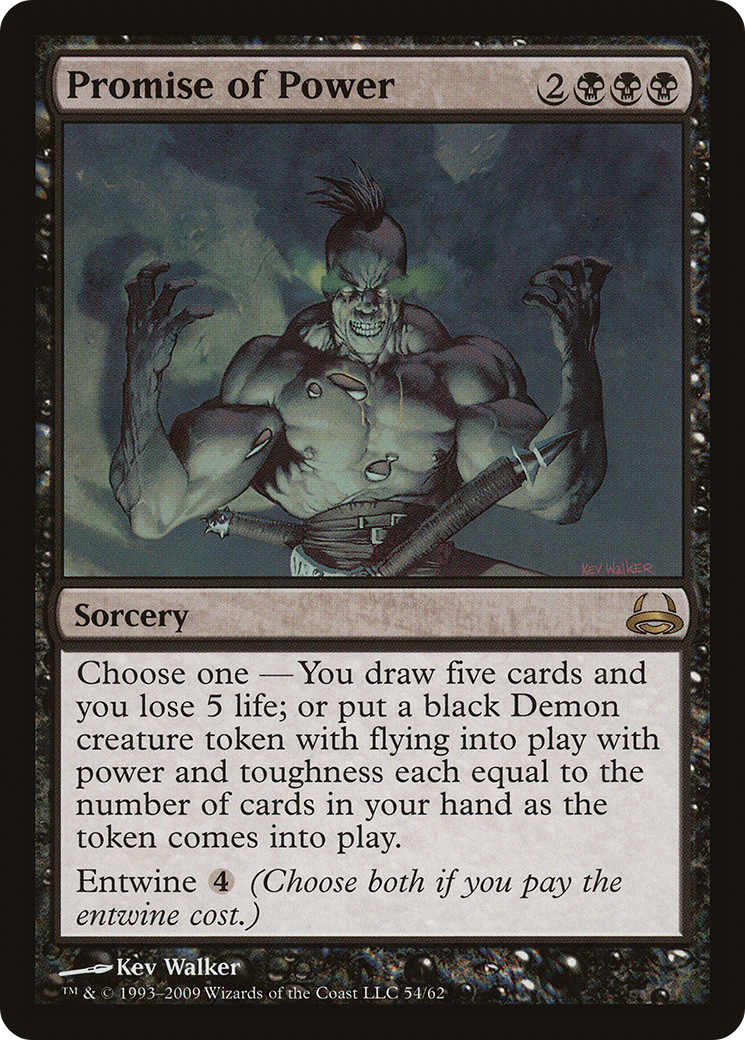 Promise of Power 2
KEV WALKER
Sorcery
Choose one — You draw five cards and
you lose 5 life; or put a black Demon
creature token with flying into play with
power and toughness each equal to the
number of cards in your hand as the
token comes into play.
Entwine 4 (Choose both if you pay the
entwine cost.)
Kev Walker
™ & © 1993–2009 Wizards of the Coast LLC 54/62